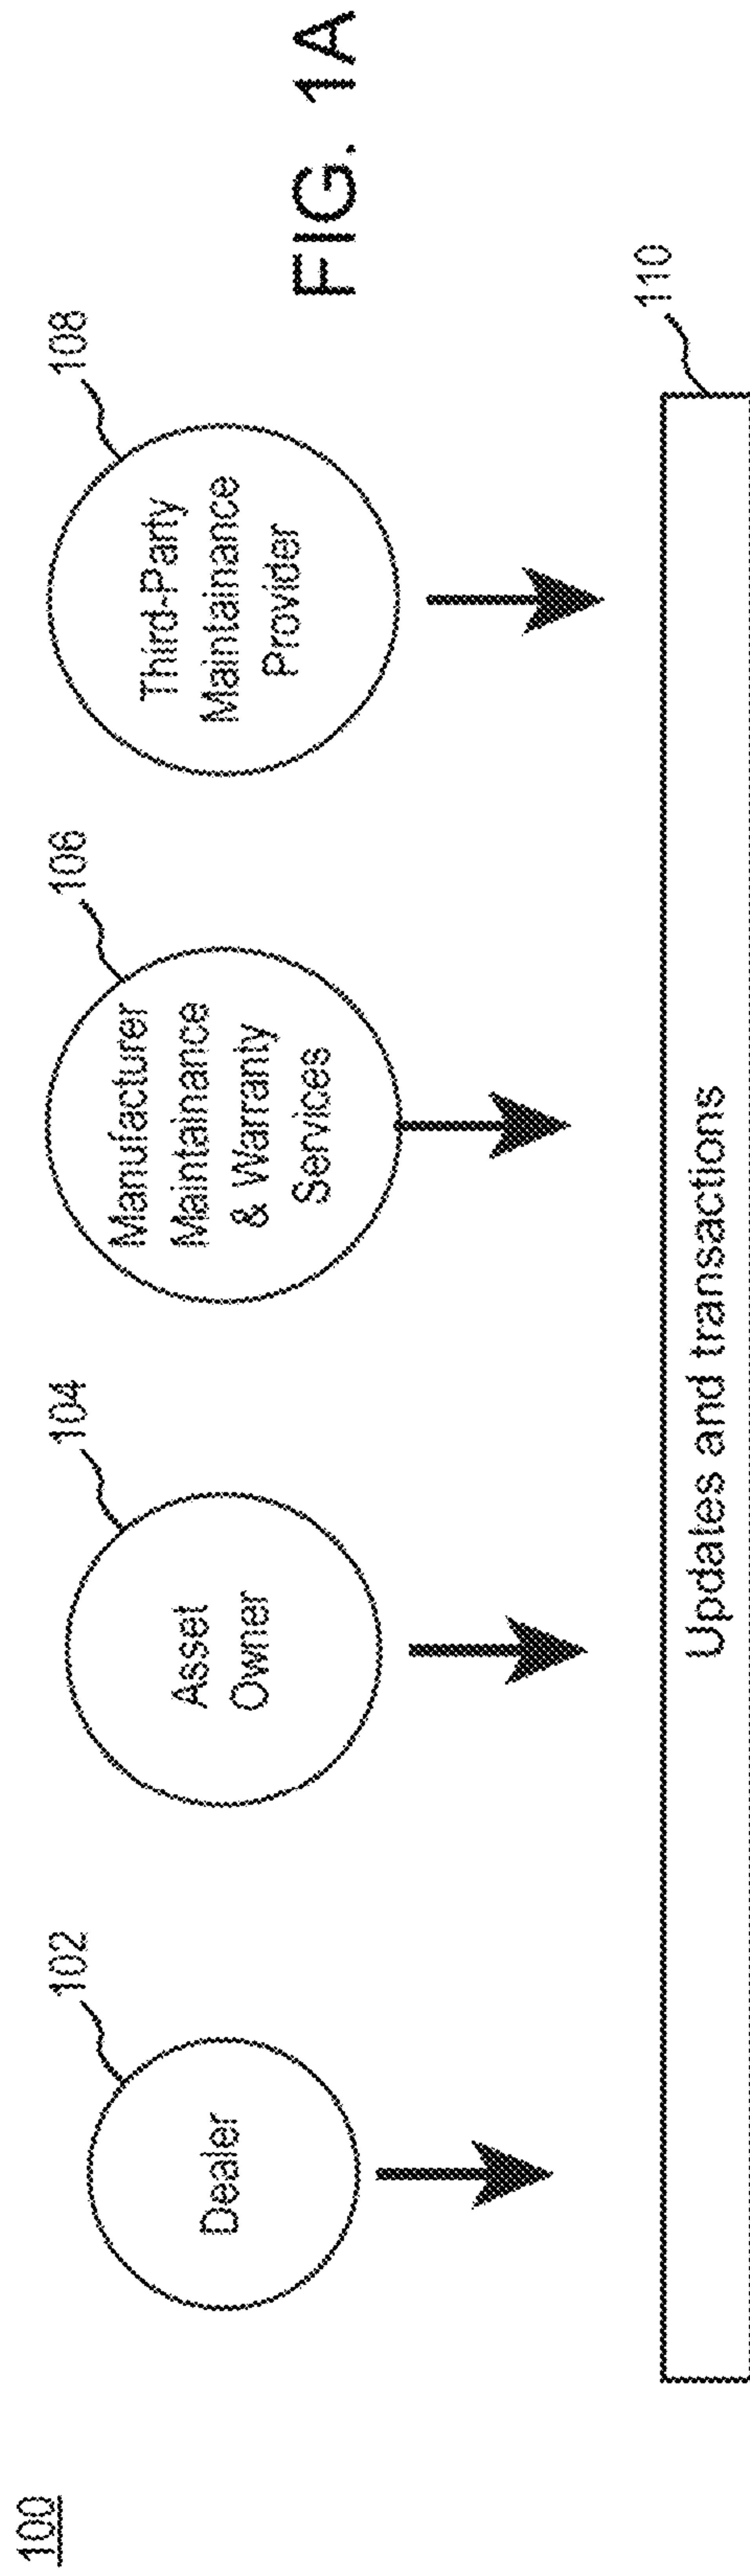 100
102
Dealer
104
Asset
Owner
106
Manufacturer
Maintainance
& Warranty
Services
108
Third-Party
Maintainance
Provider
FIG. 1A
110
Updates and transactions